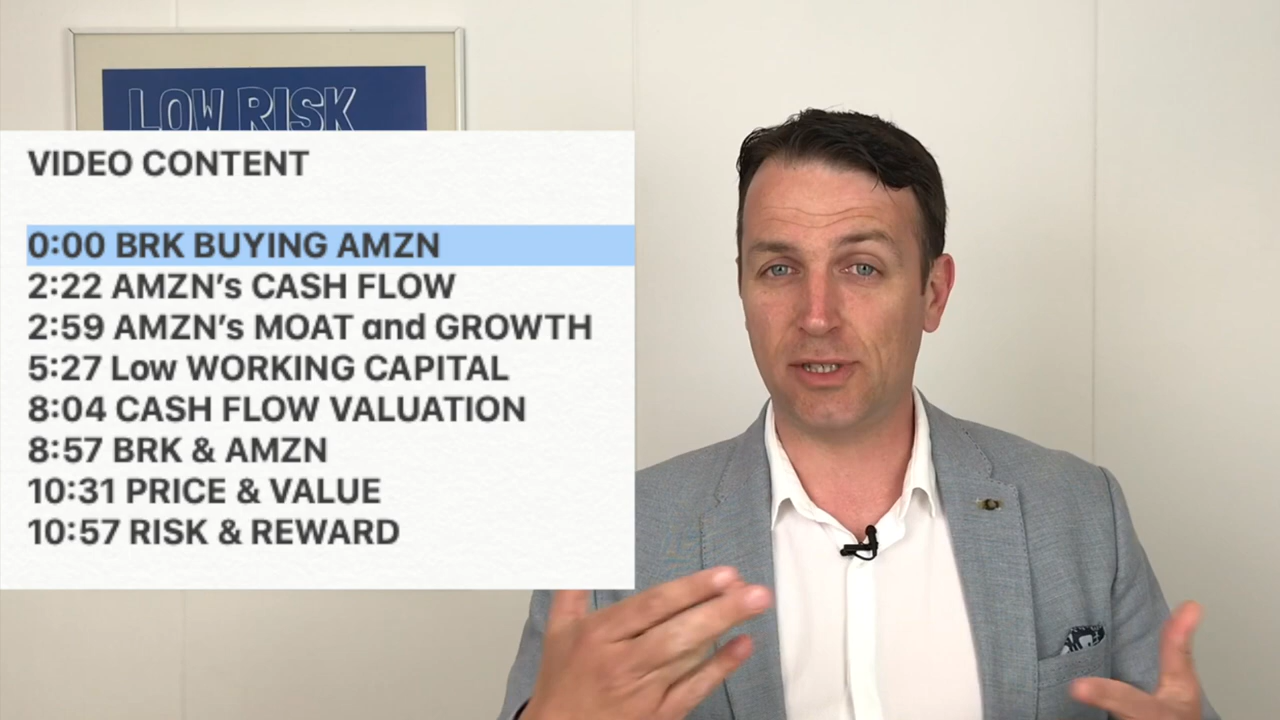 LOW RISK
VIDEO CONTENT
0:00 BRK BUYING AMZN
2:22 AMZN’s CASH FLOW
2:59 AMZN’s MOAT and GROWTH
5:27 Low WORKING CAPITAL
8:04 CASH FLOW VALUATION
8:57 BRK & AMZN
10:31 PRICE & VALUE
10:57 RISK & REWARD